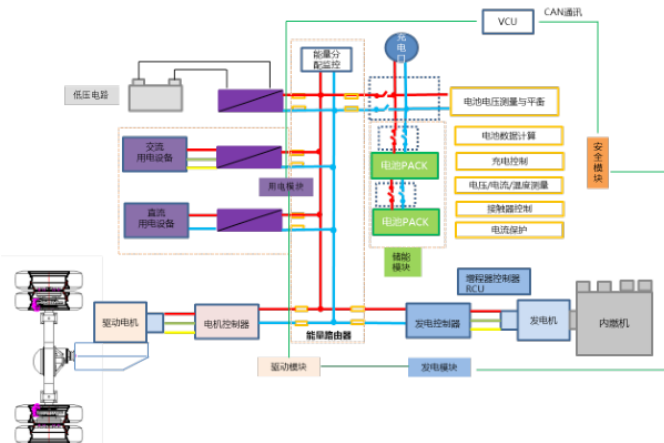 VCU
CAN通讯
充
电
口
能量分
配监控
低压电路
电池电压测量与平衡
电池数据计算
充电控制
电压/电流/温度测量
接触器控制
电流保护
安
全
模
块
交流
用电设备
用电模块
直流
用电设备
电池PACK
电池PACK
储能
模块
增程器控制器
RCU
驱动电机
电机控制器
能量路由器
发电控制器
发电机
内燃机
驱动模块
发电模块